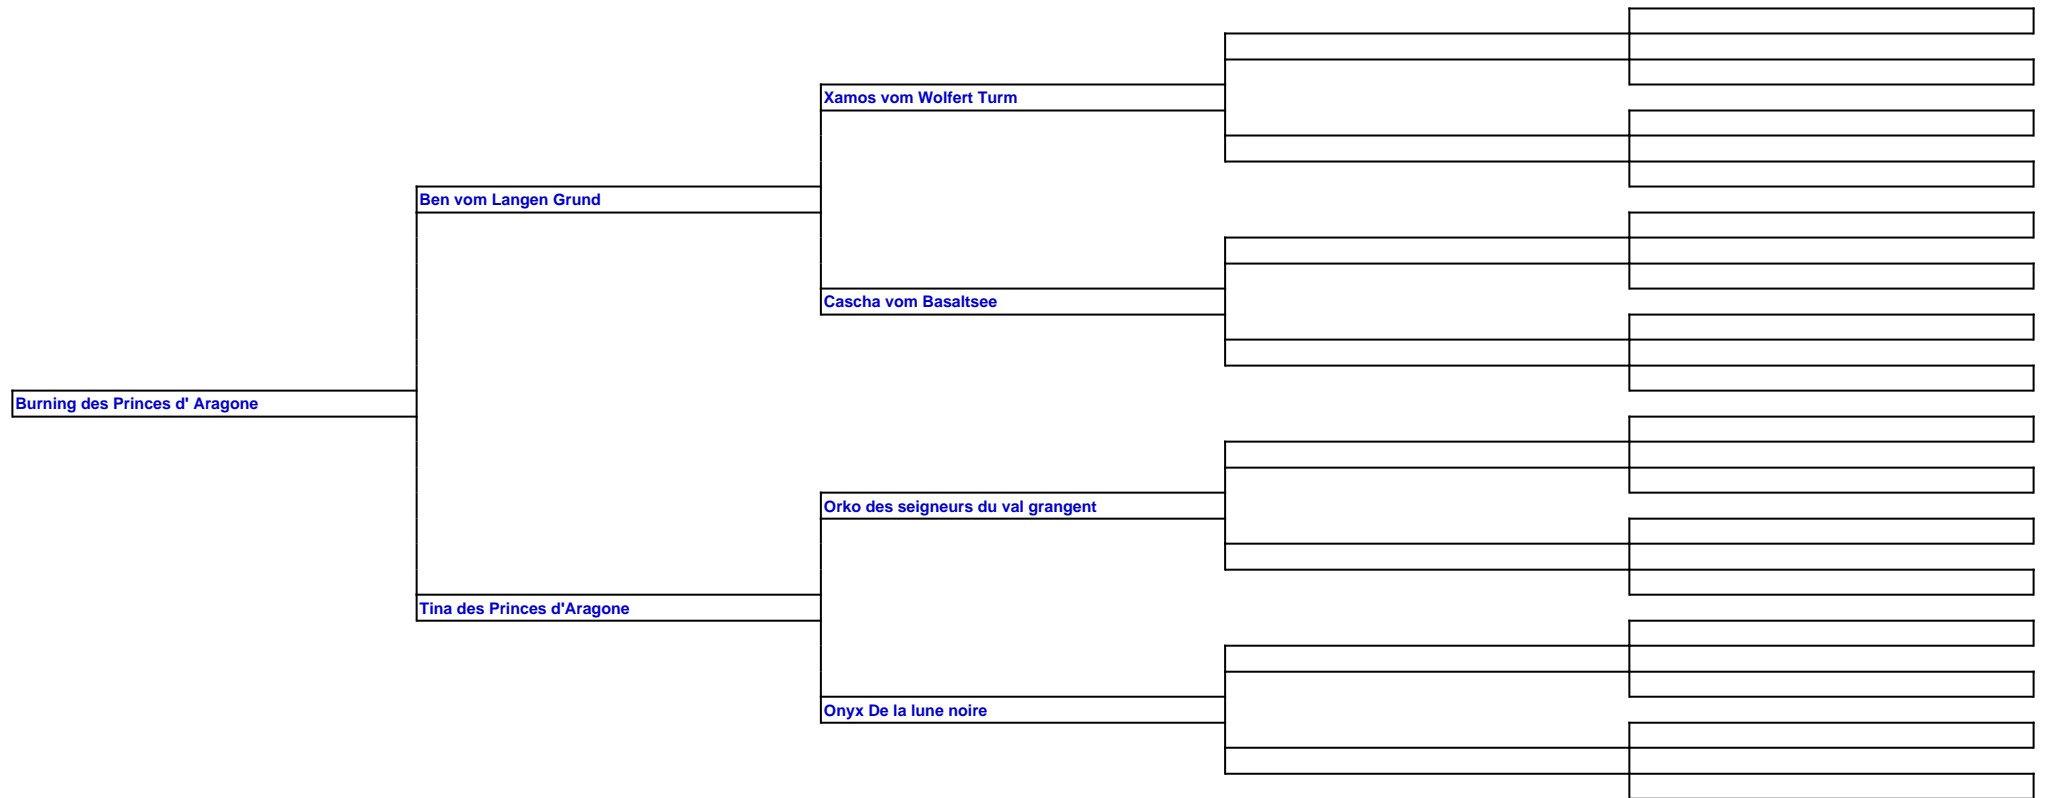 Xamos vom Wolfert Turm
Ben vom Langen Grund
Cascha vom Basaltsee
Burning des Princes d' Aragone
Orko des seigneurs du val grangent
Tina des Princes d'Aragone
Onyx De la lune noire